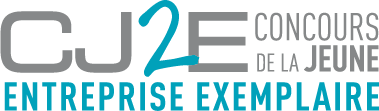 CJ2E CONCOURS
DE LA JEUNE
ENTREPRISE EXEMPLAIRE